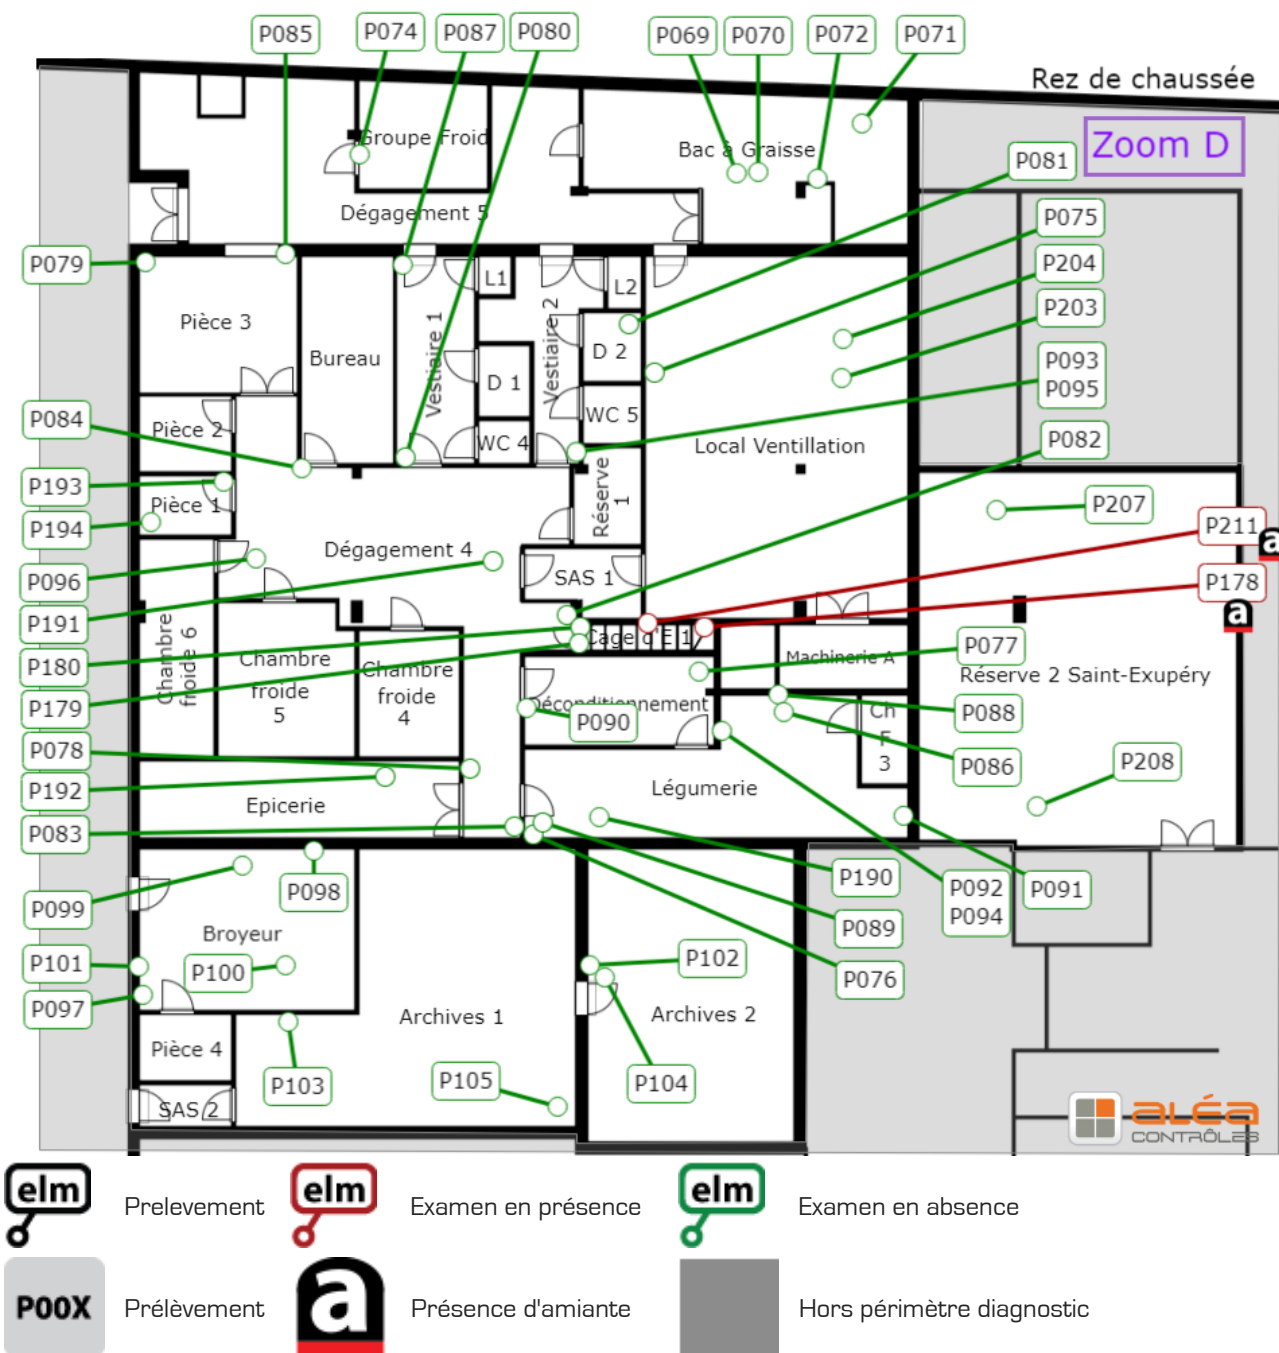 P085
P074
P087
P080
P069
P070
P072
P071
Rez de chaussée
Zoom D
Groupe Froid
Bac à Graisse
P081
Dégagement 5
P075
P079
P204
L1
L2
P203
Pièce 3
Vestiaire 1
Vestiaire 2
Bureau
D 2
P093
P095
D 1
P084
Pièce 2
WC 5
WC 4
Local Ventillation
P082
P193
Pièce 1
Réserve
1
P207
P194
P211
a
Dégagement 4
P096
SAS 1
P178
a
P191
Cage d'E 1
P180
Chambre
froide 6
Chambre
froide
5
Chambre
froide
4
Machinerie A
P077
Réserve 2 Saint-Exupéry
P179
Déconditionnement
P090
Ch
F
3
P088
P078
P086
P208
P192
Epicerie
Légumerie
P083
P098
P190
P092
P094
P091
P099
P089
Broyeur
P101
P100
P102
P076
P097
Archives 1
Archives 2
Pièce 4
P103
P105
P104
SAS 2
aléa
CONTRÔLES
elm
Prelevement
elm
Examen en présence
elm
Examen en absence
P00X
Prélèvement
a
Présence d'amiante
Hors périmètre diagnostic